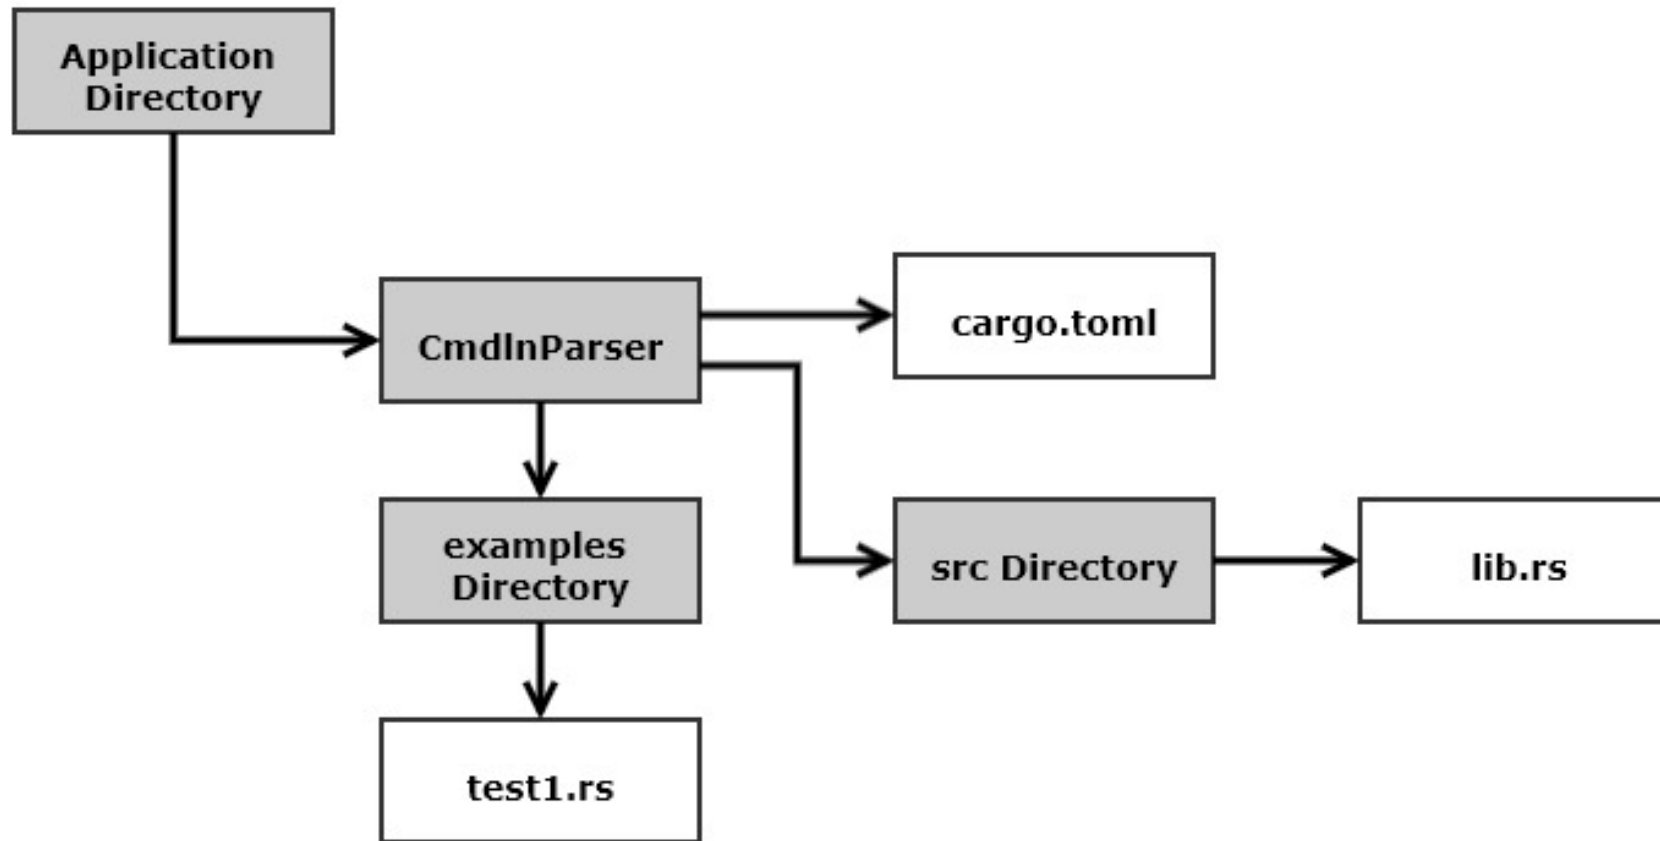 Application
Directory
CmdlnParser
cargo.toml
examples
Directory
src Directory
lib.rs
test1.rs